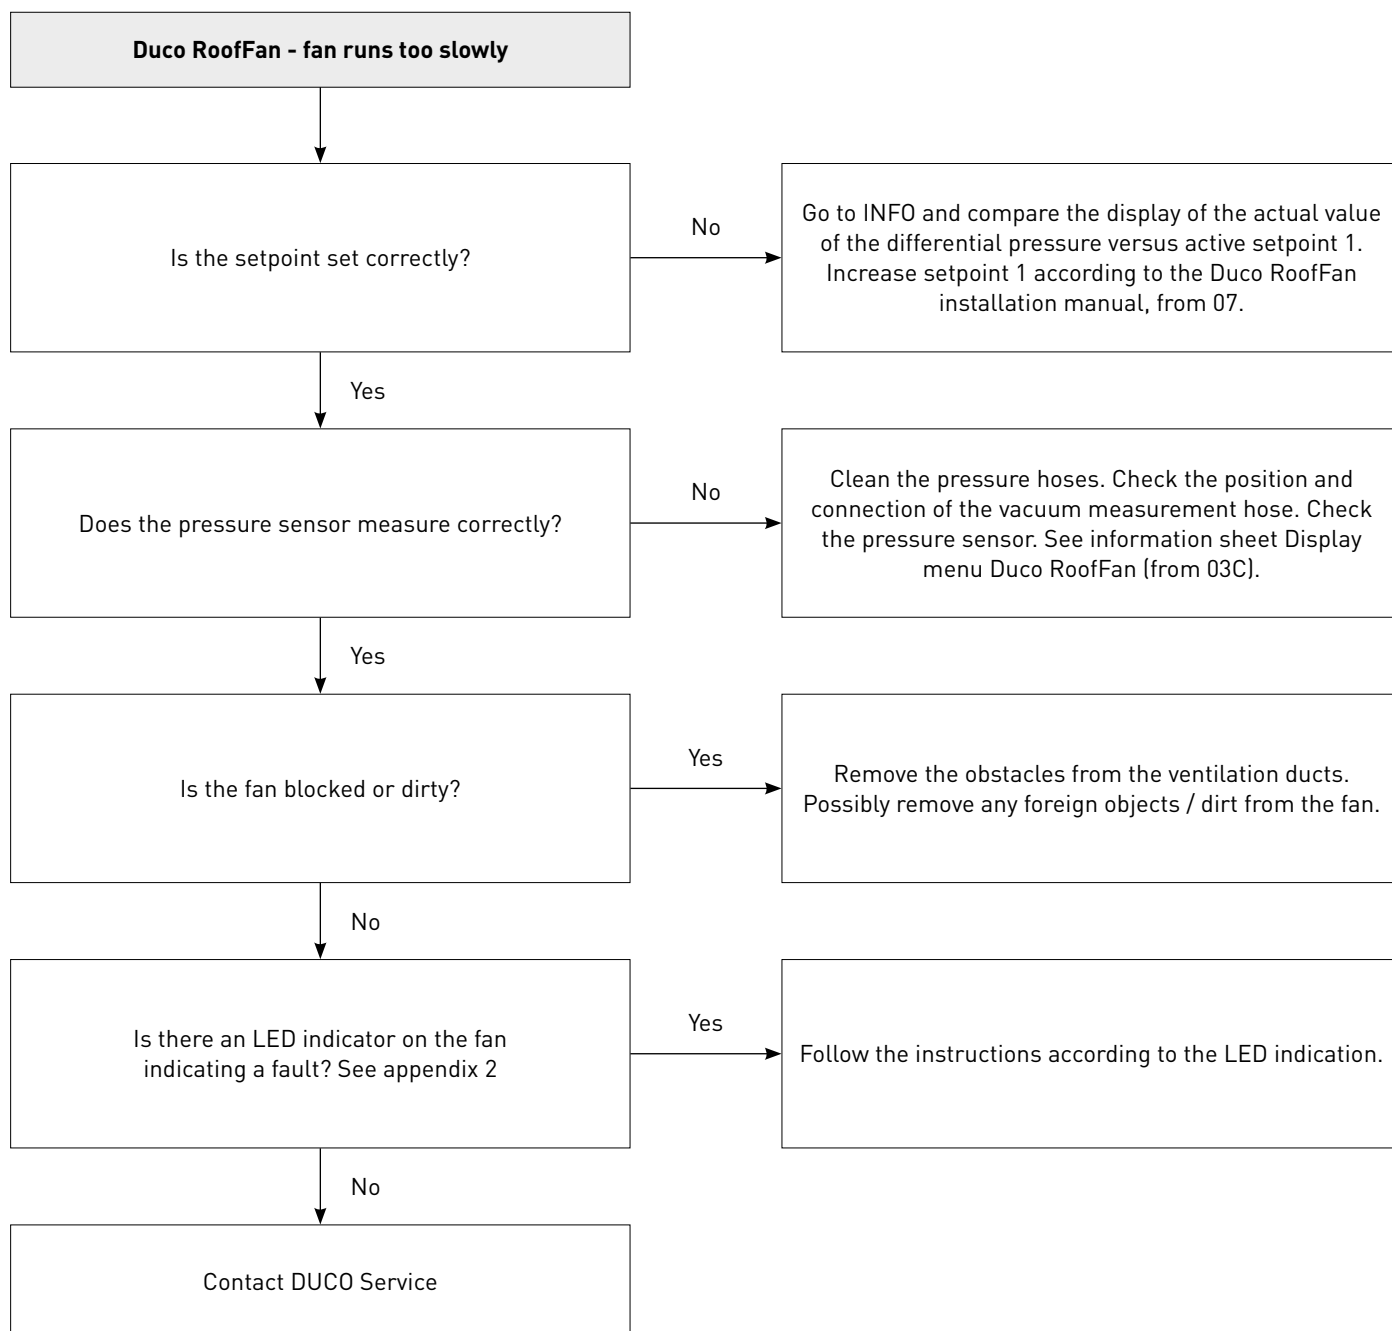 Duco RoofFan - fan runs too slowly
Is the setpoint set correctly?
No
Go to INFO and compare the display of the actual value
of the differential pressure versus active setpoint 1.
Increase setpoint 1 according to the Duco RoofFan
installation manual, from 07.
Yes
Does the pressure sensor measure correctly?
No
Clean the pressure hoses. Check the position and
connection of the vacuum measurement hose. Check
the pressure sensor. See information sheet Display
menu Duco RoofFan (from 03C).
Yes
Is the fan blocked or dirty?
Yes
Remove the obstacles from the ventilation ducts.
Possibly remove any foreign objects / dirt from the fan.
No
Is there an LED indicator on the fan
indicating a fault? See appendix 2
Yes
Follow the instructions according to the LED indication.
No
Contact DUCO Service